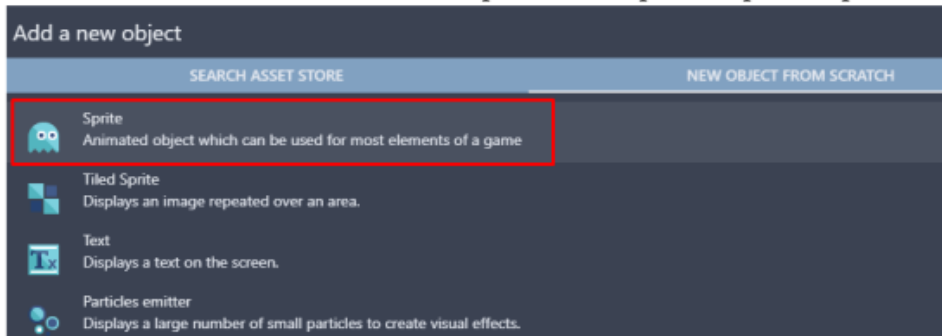 Add a new object
SEARCH ASSET STORE NEW OBJECT FROM SCRATCH
Sprite
Animated object which can be used for most elements of a game
Tiled Sprite
Displays an image repeated over an area.
Text
Tx
Displays a text on the screen.
Particles emitter
Displays a large number of small particles to create visual effects.